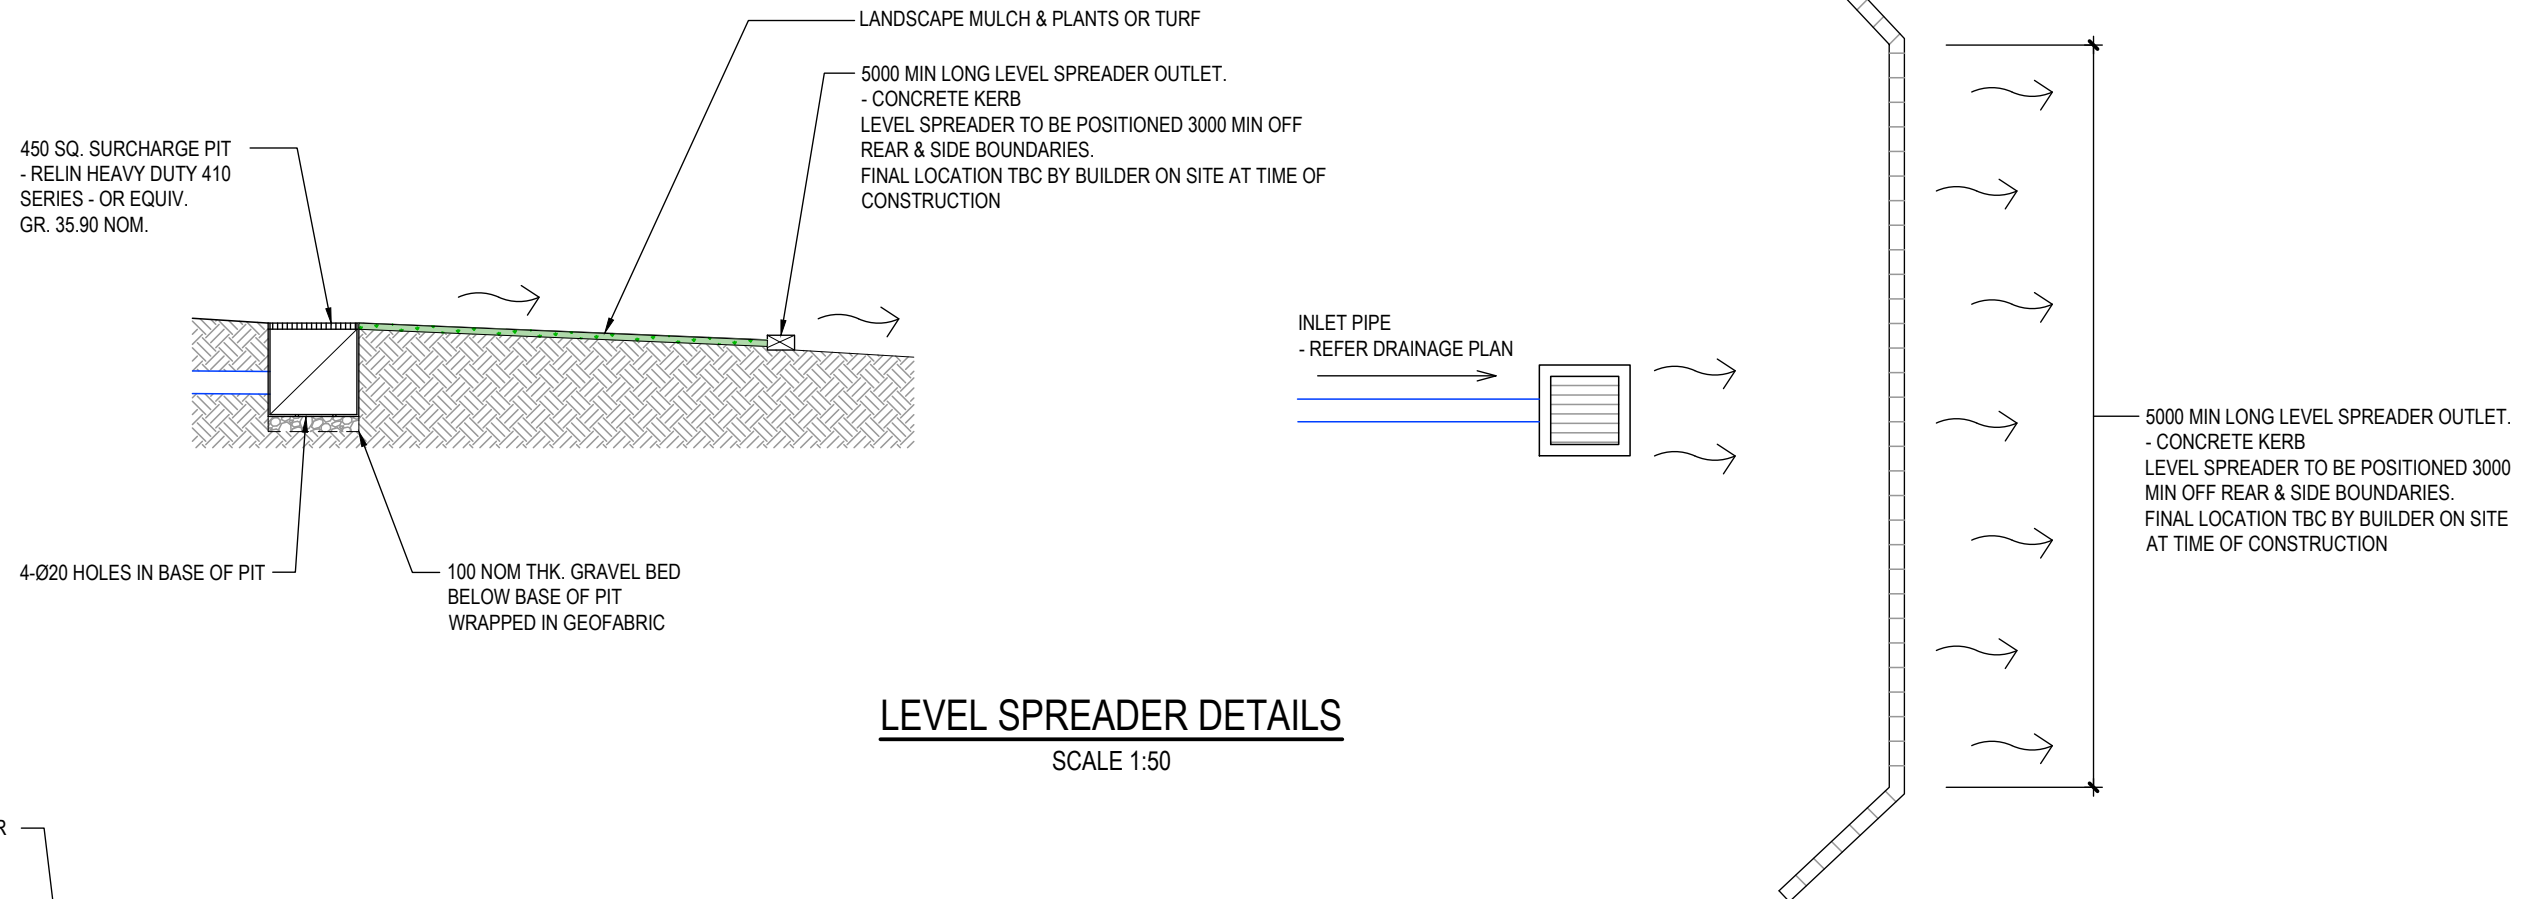 LANDSCAPE MULCH & PLANTS OR TURF
5000 MIN LONG LEVEL SPREADER OUTLET.
- CONCRETE KERB
LEVEL SPREADER TO BE POSITIONED 3000 MIN OFF
REAR & SIDE BOUNDARIES.
FINAL LOCATION TBC BY BUILDER ON SITE AT TIME OF
CONSTRUCTION
450 SQ. SURCHARGE PIT
- RELIN HEAVY DUTY 410
SERIES - OR EQUIV.
GR. 35.90 NOM.
4-Ø20 HOLES IN BASE OF PIT
100 NOM THK. GRAVEL BED
BELOW BASE OF PIT
WRAPPED IN GEOFABRIC
INLET PIPE
- REFER DRAINAGE PLAN
5000 MIN LONG LEVEL SPREADER OUTLET.
- CONCRETE KERB
LEVEL SPREADER TO BE POSITIONED 3000
MIN OFF REAR & SIDE BOUNDARIES.
FINAL LOCATION TBC BY BUILDER ON SITE
AT TIME OF CONSTRUCTION
LEVEL SPREADER DETAILS
SCALE 1:50